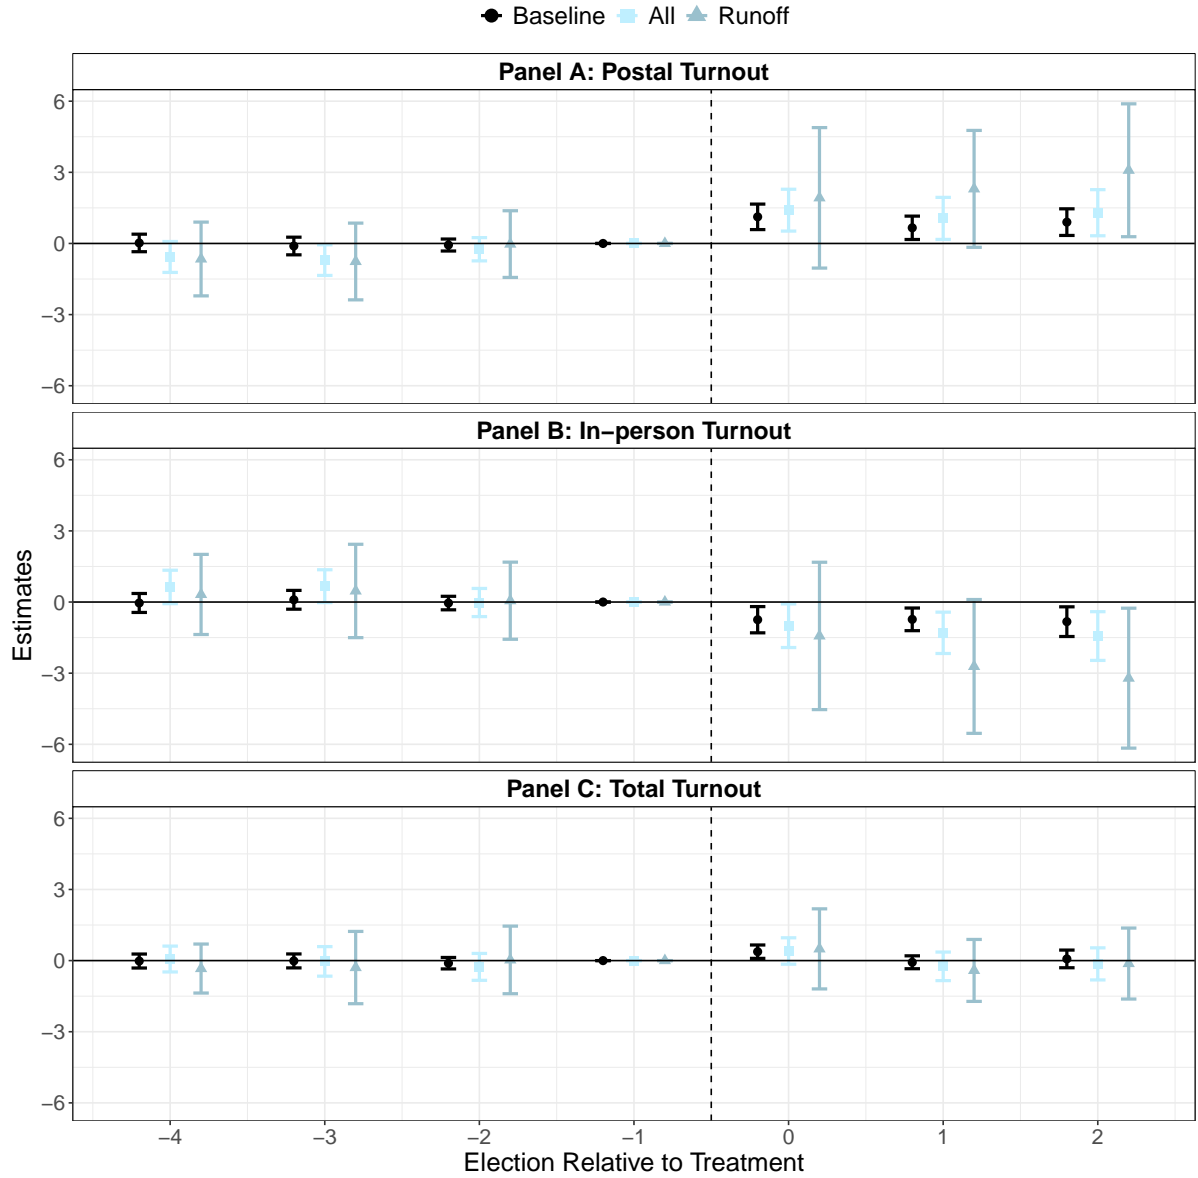 Baseline All Runoff
Panel A: Postal Turnout
6
3
0
−3
−6
Panel B: In−person Turnout
6
3
0
−3
−6
Estimates
Panel C: Total Turnout
6
3
0
−3
−6
−4 −3 −2 −1 0 1 2
Election Relative to Treatment